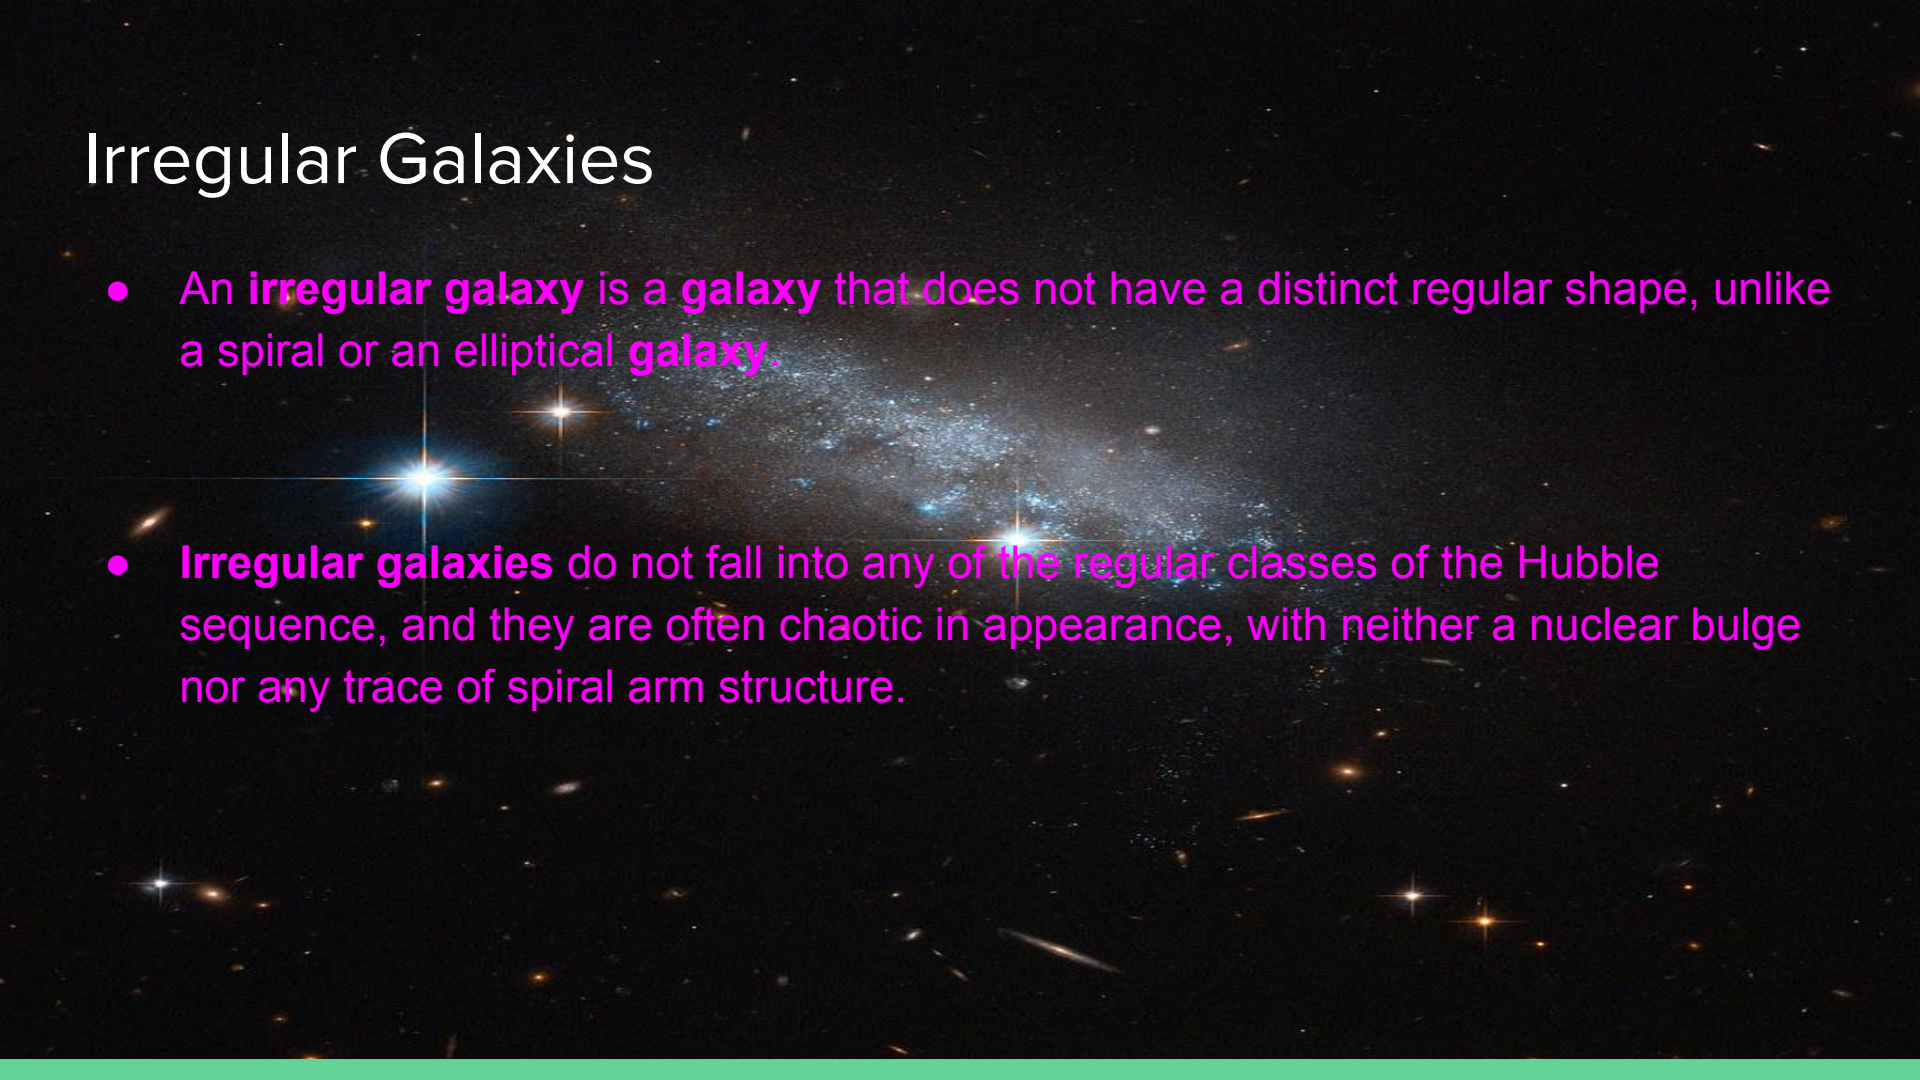 Irregular Galaxies
● An irregular galaxy is a galaxy that does not have a distinct regular shape, unlike
a spiral or an elliptical galaxy.
● Irregular galaxies do not fall into any of the regular classes of the Hubble
sequence, and they are often chaotic in appearance, with neither a nuclear bulge
nor any trace of spiral arm structure.